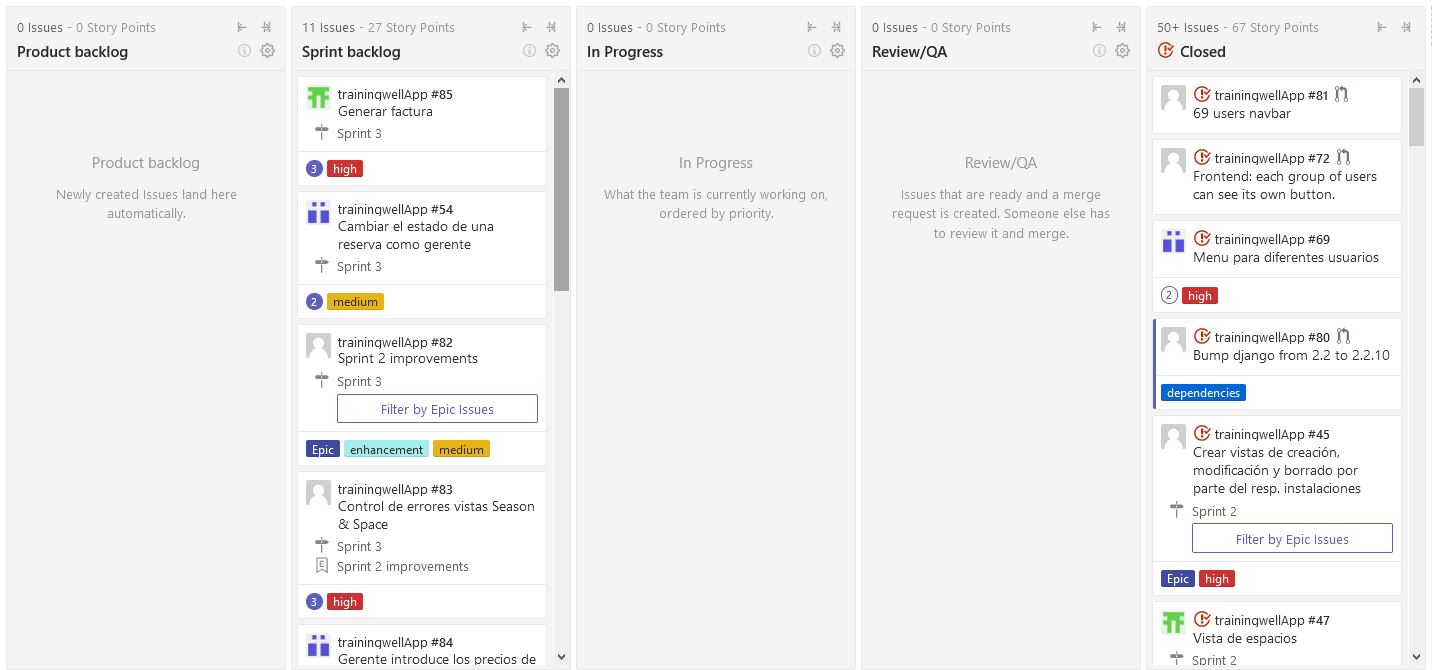 0 Issues - 0 Story Points
Product backlog
Product backlog
Newly created Issues land here
automatically.
11 Issues - 27 Story Points
Sprint backlog
trainingwellApp #85
Generar factura
Sprint 3
3 high
trainingwellApp #54
Cambiar el estado de una
reserva como gerente
Sprint 3
2 medium
trainingwellApp #82
Sprint 2 improvements
Sprint 3
Filter by Epic Issues
Epic enhancement medium
trainingwellApp #83
Control de errores vistas Season
& Space
Sprint 3
E Sprint 2 improvements
3 high
trainingwellApp #84
Gerente introduce los precios de
0 Issues - 0 Story Points
In Progress
In Progress
What the team is currently working on,
ordered by priority.
0 Issues - 0 Story Points
Review/QA
Review/QA
Issues that are ready and a merge
request is created. Someone else has
to review it and merge.
50+ Issues - 67 Story Points
Closed
trainingwellApp #81
69 users navbar
trainingwellApp #72
Frontend: each group of users
can see its own button.
trainingwellApp #69
Menu para diferentes usuarios
2 high
trainingwellApp #80
Bump django from 2.2 to 2.2.10
dependencies
trainingwellApp #45
Crear vistas de creación,
modificación y borrado por
parte del resp. instalaciones
Sprint 2
Filter by Epic Issues
Epic high
trainingwellApp #47
Vista de espacios
Sprint 2